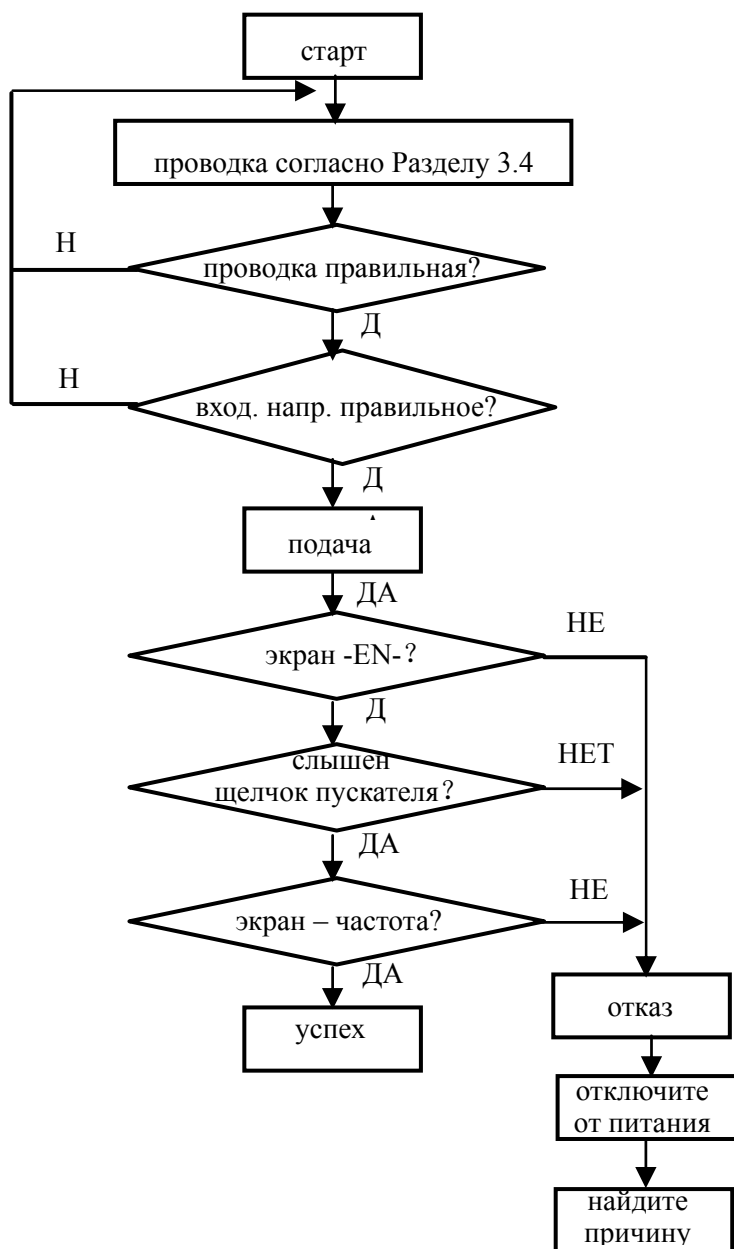 старт
проводка согласно Разделу 3.4
Н
проводка правильная?
Д
Н
вход. напр. правильное?
Д
подача
ДА
НЕ
экран -EN-?
Д
слышен
щелчок пускателя?
НЕТ
ДА
НЕ
экран – частота?
ДА
успех
отказ
отключите
от питания
найдите
причину